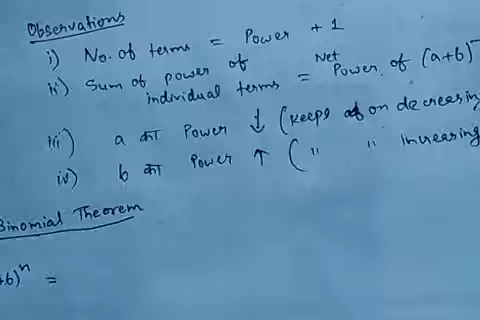 Observations
i) No. of terms = Power + 1
ii) Sum of power of individual terms = Net Power of (a+b)^n
iii) a का Power ↓ (keeps on decreasing
iv) b का Power ↑ ( " " increasing
Binomial Theorem
+b)^n =